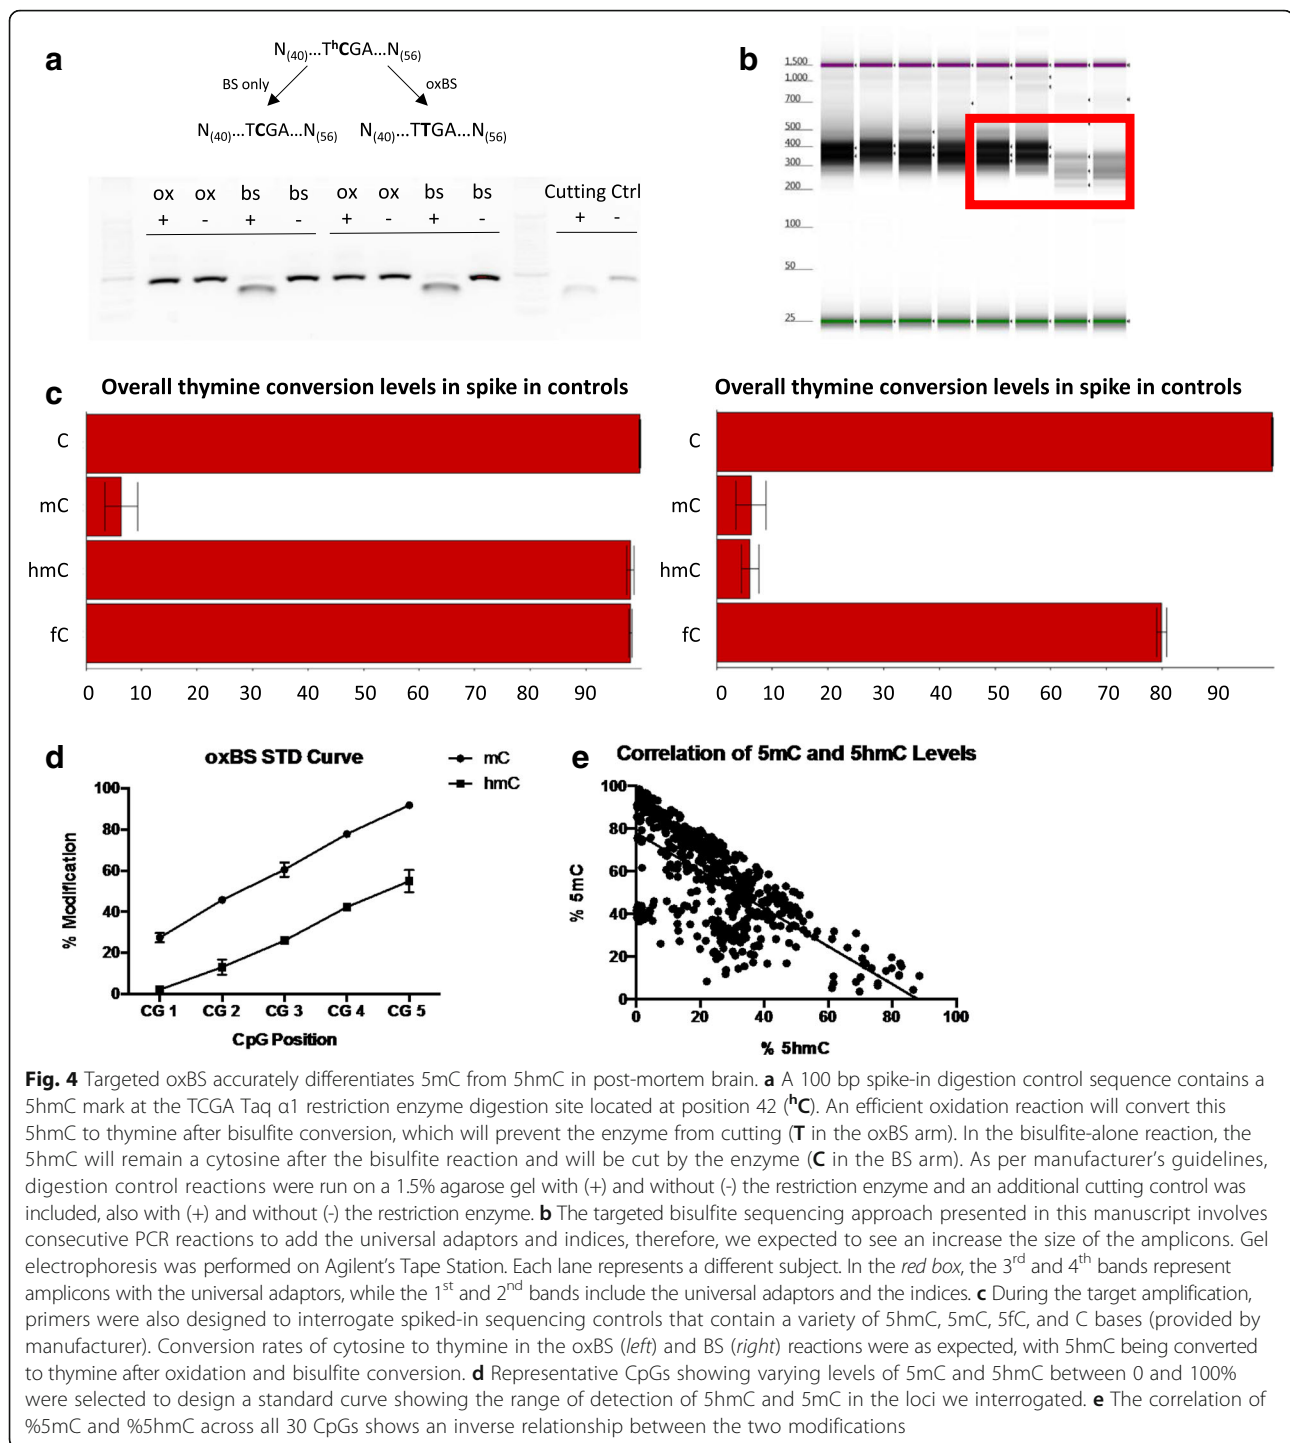 a
N(40)...ThCGA...N(56)
BS only
oxBS
N(40)...TCGA...N(56)
N(40)...TTGA...N(56)
ox ox bs bs ox ox bs bs Cutting Ctrl
+ - + - + - + - + -
b
1,500
1,000
700
500
400
300
200
100
50
25
c
Overall thymine conversion levels in spike in controls
C
mC
hmC
fC
0 10 20 30 40 50 60 70 80 90
Overall thymine conversion levels in spike in controls
C
mC
hmC
fC
0 10 20 30 40 50 60 70 80 90
d
oxBS STD Curve
mC
hmC
% Modification
100
80
60
40
20
0
CG 1 CG 2 CG 3 CG 4 CG 5
CpG Position
e
Correlation of 5mC and 5hmC Levels
% 5mC
100
80
60
40
20
0
0 20 40 60 80 100
% 5hmC
Fig. 4 Targeted oxBS accurately differentiates 5mC from 5hmC in post-mortem brain. a A 100 bp spike-in digestion control sequence contains a
5hmC mark at the TCGA Taq α1 restriction enzyme digestion site located at position 42 (hC). An efficient oxidation reaction will convert this
5hmC to thymine after bisulfite conversion, which will prevent the enzyme from cutting (T in the oxBS arm). In the bisulfite-alone reaction, the
5hmC will remain a cytosine after the bisulfite reaction and will be cut by the enzyme (C in the BS arm). As per manufacturer's guidelines,
digestion control reactions were run on a 1.5% agarose gel with (+) and without (-) the restriction enzyme and an additional cutting control was
included, also with (+) and without (-) the restriction enzyme. b The targeted bisulfite sequencing approach presented in this manuscript involves
consecutive PCR reactions to add the universal adaptors and indices, therefore, we expected to see an increase the size of the amplicons. Gel
electrophoresis was performed on Agilent's Tape Station. Each lane represents a different subject. In the red box, the 3rd and 4th bands represent
amplicons with the universal adaptors, while the 1st and 2nd bands include the universal adaptors and the indices. c During the target amplification,
primers were also designed to interrogate spiked-in sequencing controls that contain a variety of 5hmC, 5mC, 5fC, and C bases (provided by
manufacturer). Conversion rates of cytosine to thymine in the oxBS (left) and BS (right) reactions were as expected, with 5hmC being converted
to thymine after oxidation and bisulfite conversion. d Representative CpGs showing varying levels of 5mC and 5hmC between 0 and 100%
were selected to design a standard curve showing the range of detection of 5hmC and 5mC in the loci we interrogated. e The correlation of
%5mC and %5hmC across all 30 CpGs shows an inverse relationship between the two modifications